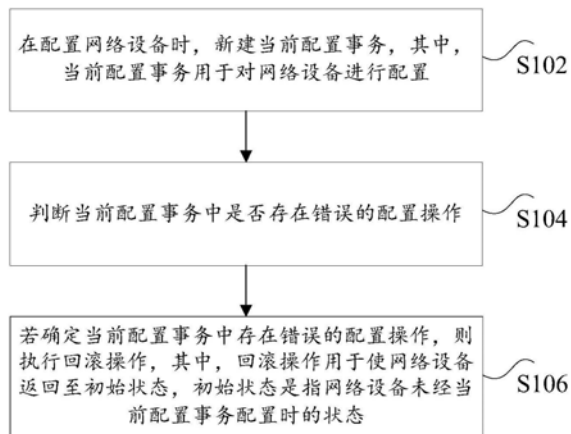 在配置网络设备时，新建当前配置事务，其中，
当前配置事务用于对网络设备进行配置
S102
判断当前配置事务中是否存在错误的配置操作
S104
若确定当前配置事务中存在错误的配置操作，则
执行回滚操作，其中，回滚操作用于使网络设备
返回至初始状态，初始状态是指网络设备未经当
前配置事务配置时的状态
S106